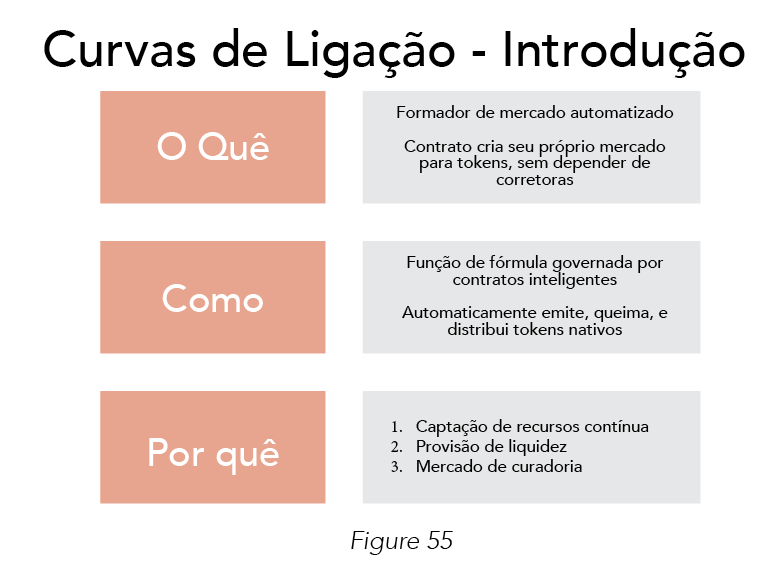 Curvas de Ligação - Introdução
O Quê
Formador de mercado automatizado
Contrato cria seu próprio mercado
para tokens, sem depender de
corretoras
Como
Função de fórmula governada por
contratos inteligentes
Automaticamente emite, queima, e
distribui tokens nativos
Por quê
1. Captação de recursos contínua
2. Provisão de liquidez
3. Mercado de curadoria
Figure 55